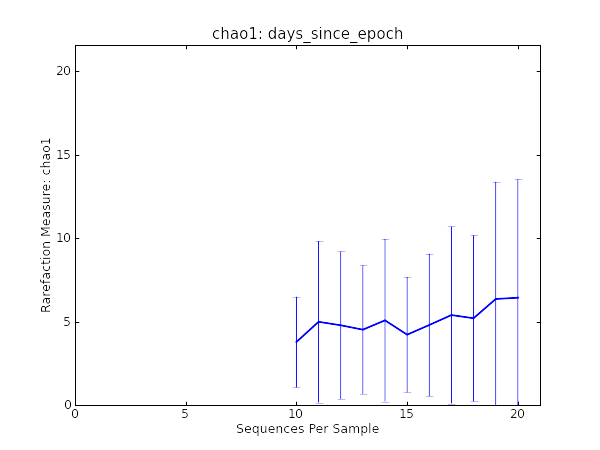 chao1: days_since_epoch
20
15
10
5
0
Rarefaction Measure: chao1
0 5 10 15 20
Sequences Per Sample